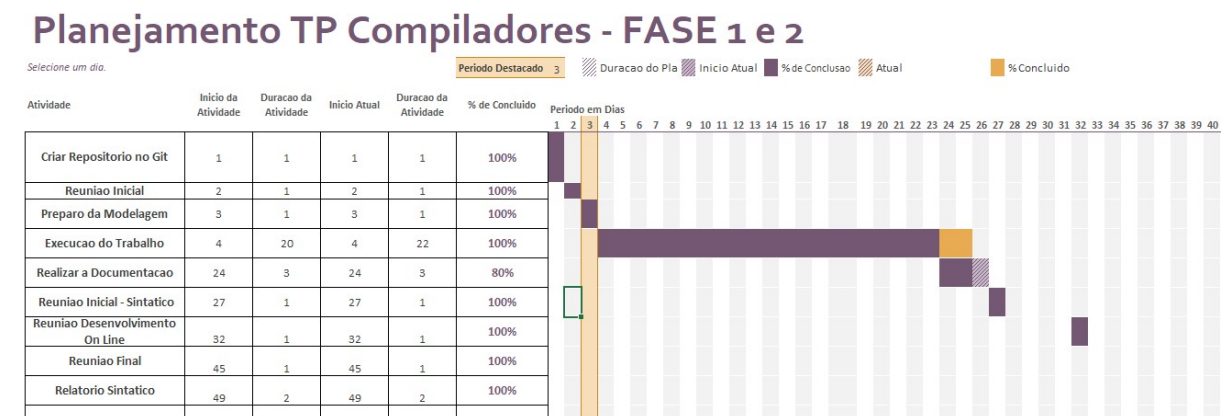 Planejamento TP Compiladores - FASE 1 e 2
Selecione um dia.
Periodo Destacado 3
Duracao do Pla
Inicio Atual
% de Conclusao
Atual
% Concluido
Atividade
Inicio da Atividade
Duracao da Atividade
Inicio Atual
Duracao da Atividade
% de Concluido
Periodo em Dias
1 2 3 4 5 6 7 8 9 10 11 12 13 14 15 16 17 18 19 20 21 22 23 24 25 26 27 28 29 30 31 32 33 34 35 36 37 38 39 40
Criar Repositorio no Git 1 1 1 1 100%
Reuniao Inicial 2 1 2 1 100%
Preparo da Modelagem 3 1 3 1 100%
Execucao do Trabalho 4 20 4 22 100%
Realizar a Documentacao 24 3 24 3 80%
Reuniao Inicial - Sintatico 27 1 27 1 100%
Reuniao Desenvolvimento
On Line 32 1 32 1 100%
Reuniao Final 45 1 45 1 100%
Relatorio Sintatico 49 2 49 2 100%